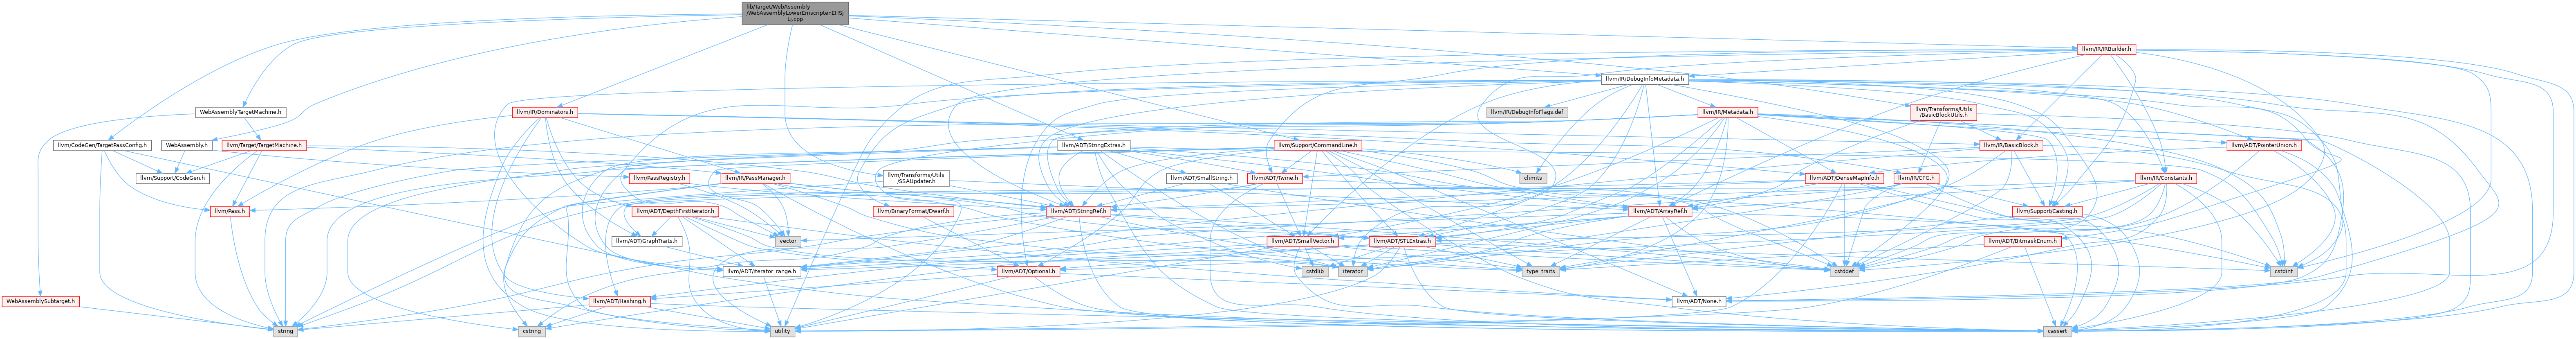 lib/Target/WebAssembly
/WebAssemblyLowerEmscriptenEHSj
Lj.cpp
llvm/IR/IRBuilder.h
llvm/IR/DebugInfoMetadata.h
WebAssemblyTargetMachine.h
llvm/IR/Dominators.h
llvm/IR/DebugInfoFlags.def
llvm/IR/Metadata.h
llvm/Transforms/Utils
/BasicBlockUtils.h
llvm/CodeGen/TargetPassConfig.h
WebAssembly.h
llvm/Target/TargetMachine.h
llvm/ADT/StringExtras.h
llvm/Support/CommandLine.h
llvm/IR/BasicBlock.h
llvm/ADT/PointerUnion.h
llvm/Support/CodeGen.h
llvm/PassRegistry.h
llvm/IR/PassManager.h
llvm/Transforms/Utils
/SSAUpdater.h
llvm/ADT/SmallString.h
llvm/ADT/Twine.h
climits
llvm/ADT/DenseMapInfo.h
llvm/IR/CFG.h
llvm/IR/Constants.h
llvm/Pass.h
llvm/ADT/DepthFirstIterator.h
llvm/BinaryFormat/Dwarf.h
llvm/ADT/StringRef.h
llvm/ADT/ArrayRef.h
llvm/Support/Casting.h
llvm/ADT/GraphTraits.h
vector
llvm/ADT/SmallVector.h
llvm/ADT/STLExtras.h
llvm/ADT/BitmaskEnum.h
llvm/ADT/iterator_range.h
llvm/ADT/Optional.h
cstdlib
iterator
type_traits
cstddef
cstdint
WebAssemblySubtarget.h
llvm/ADT/Hashing.h
llvm/ADT/None.h
string
cstring
utility
cassert